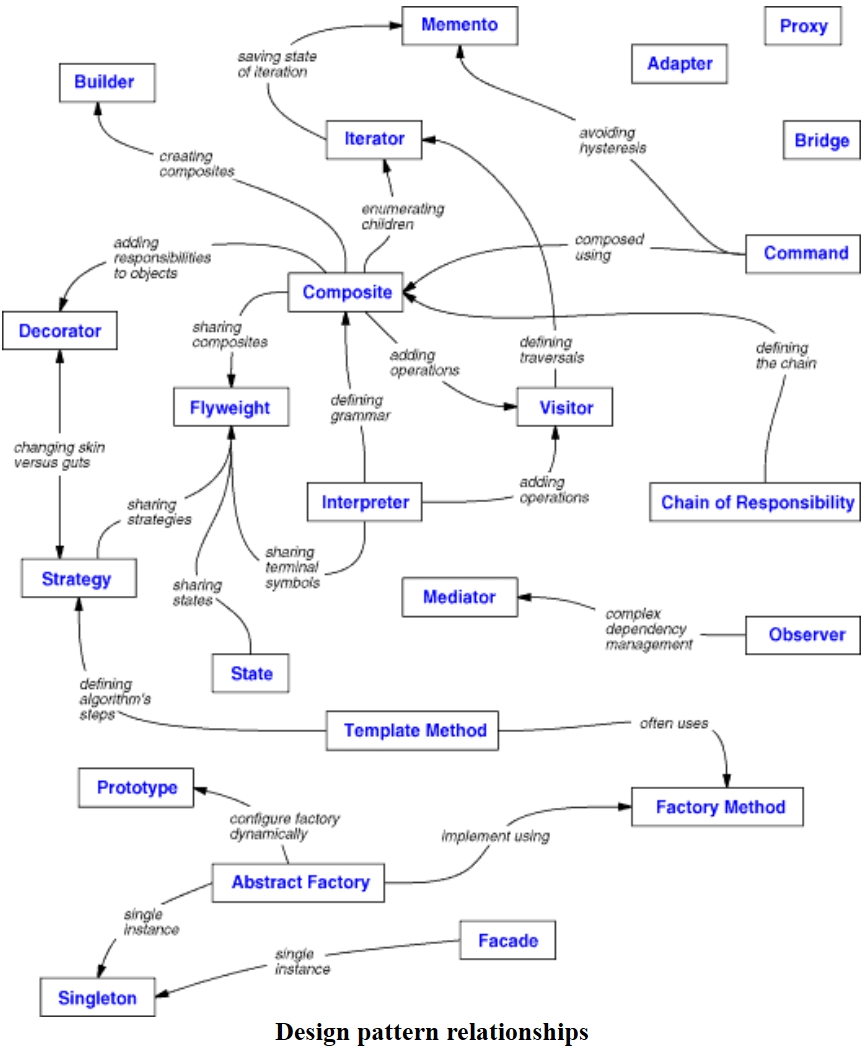 Memento
Proxy
saving state
of iteration
Adapter
Builder
avoiding
hysteresis
Iterator
Bridge
creating
composites
enumerating
children
adding
responsibilities
to objects
composed
using
Command
Composite
Decorator
sharing
composites
adding
operations
defining
traversals
defining
the chain
Flyweight
defining
grammar
Visitor
changing skin
versus guts
sharing
strategies
Interpreter
adding
operations
Chain of Responsibility
sharing
terminal
symbols
Strategy
sharing
states
Mediator
complex
dependency
management
Observer
State
defining
algorithm's
steps
Template Method
often uses
Prototype
configure factory
dynamically
implement using
Factory Method
Abstract Factory
single
instance
Facade
single
instance
Singleton
Design pattern relationships